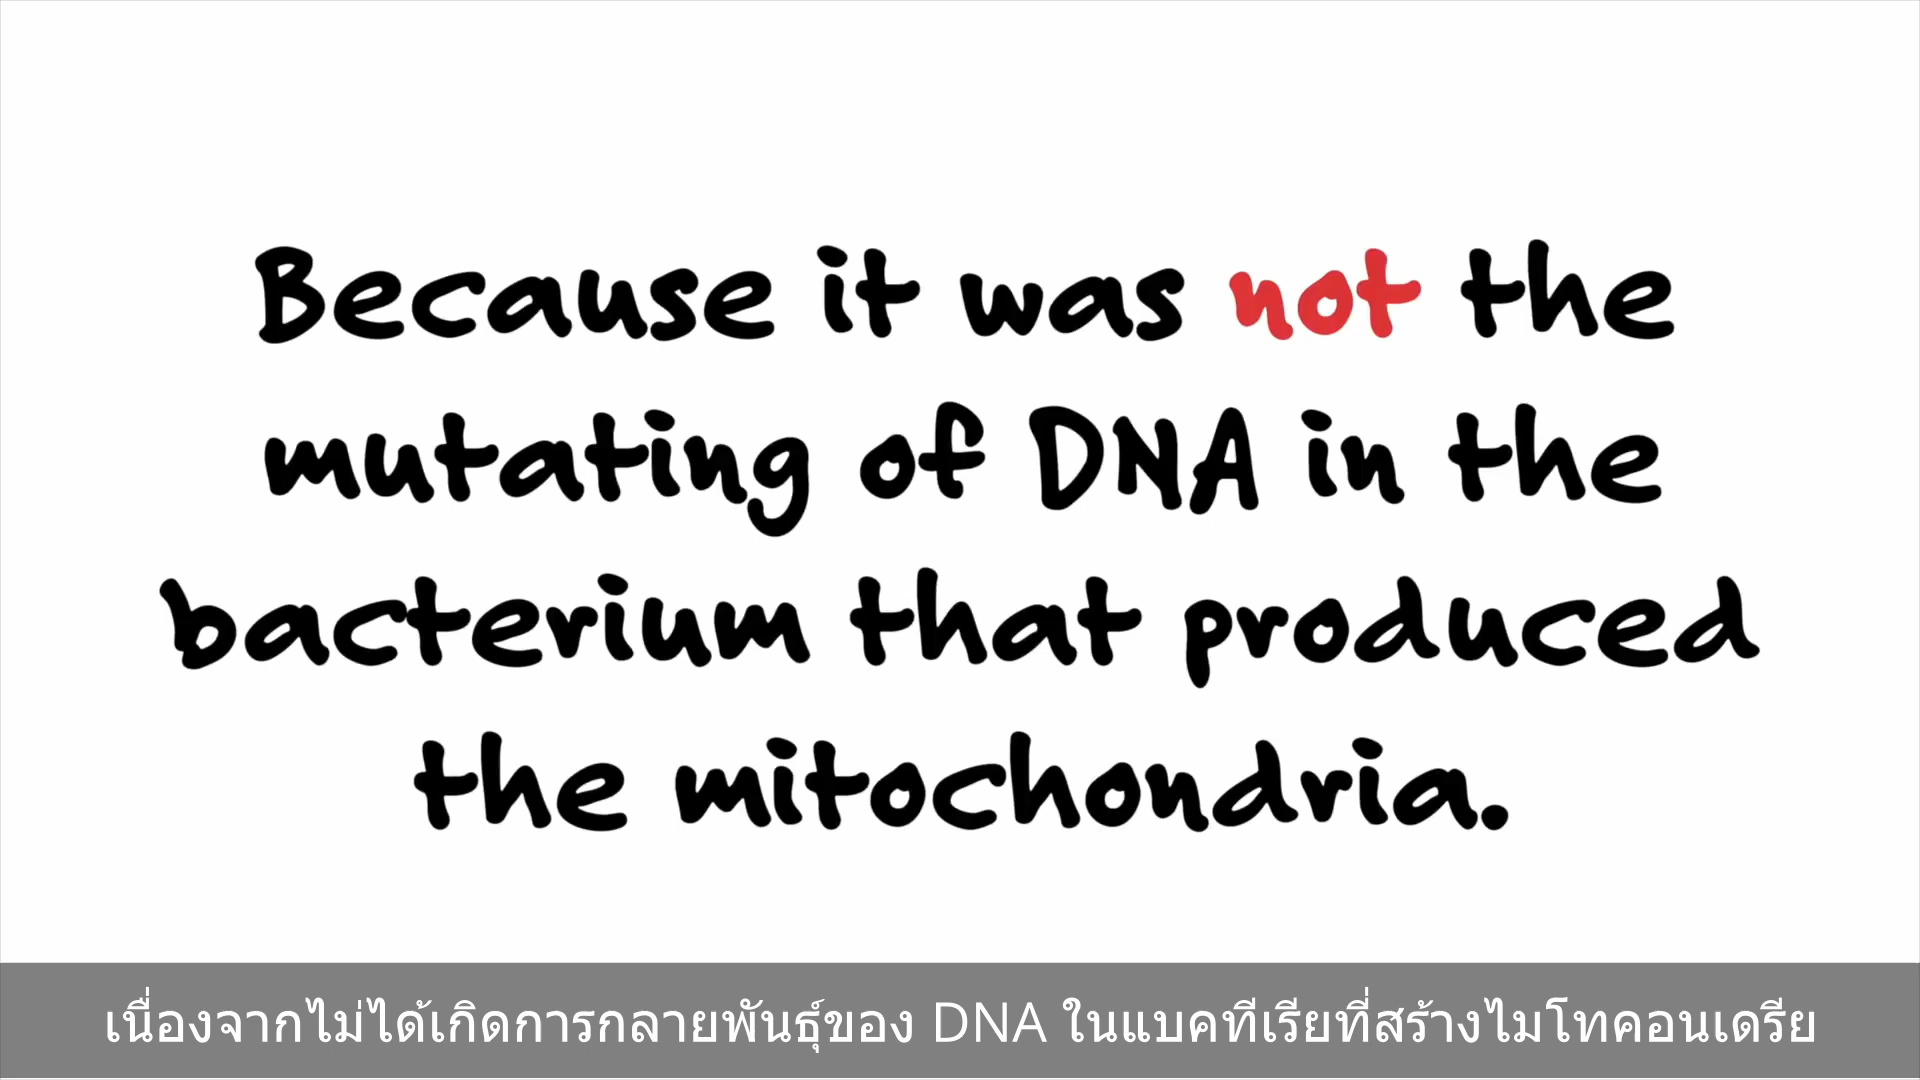 Because it was not the
mutating of DNA in the
bacterium that produced
the mitochondria.
เนื่องจากไม่ได้เกิดการกลายพันธุ์ของ DNA ในแบคทีเรียที่สร้างไมโทคอนเดรีย